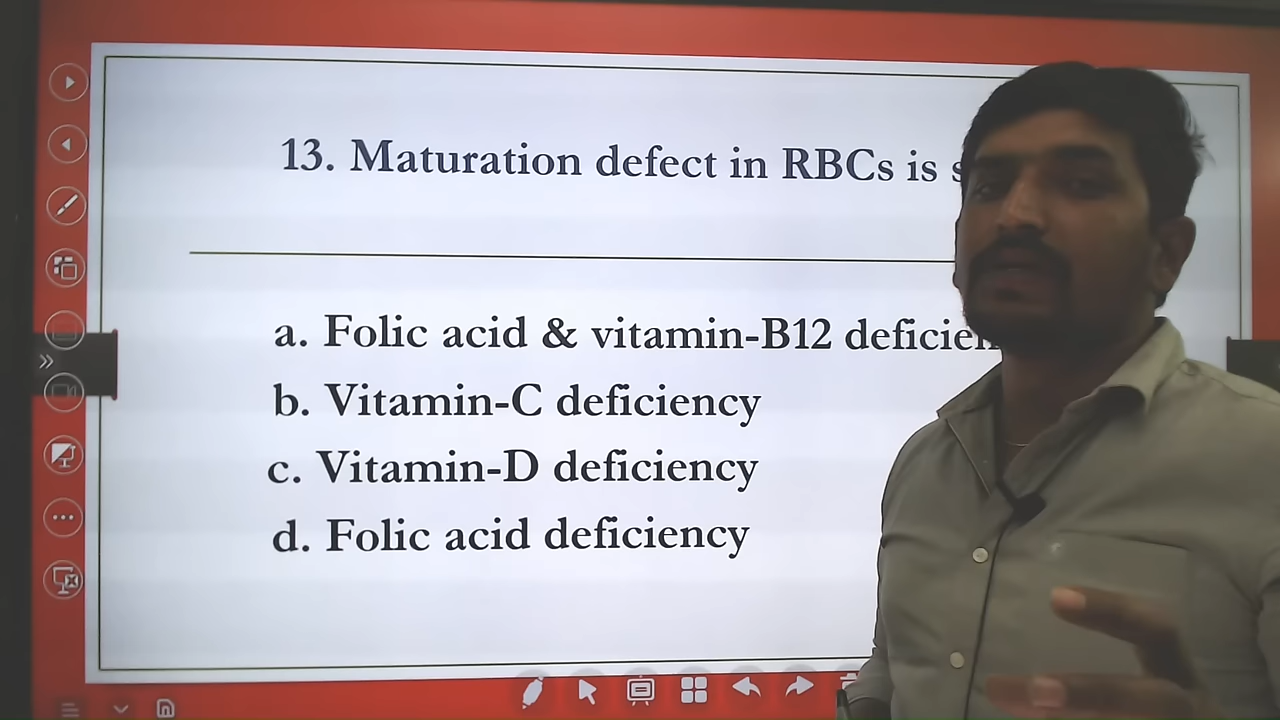 13. Maturation defect in RBCs is
a. Folic acid & vitamin-B12
b. Vitamin-C deficiency
c. Vitamin-D deficiency
d. Folic acid deficiency